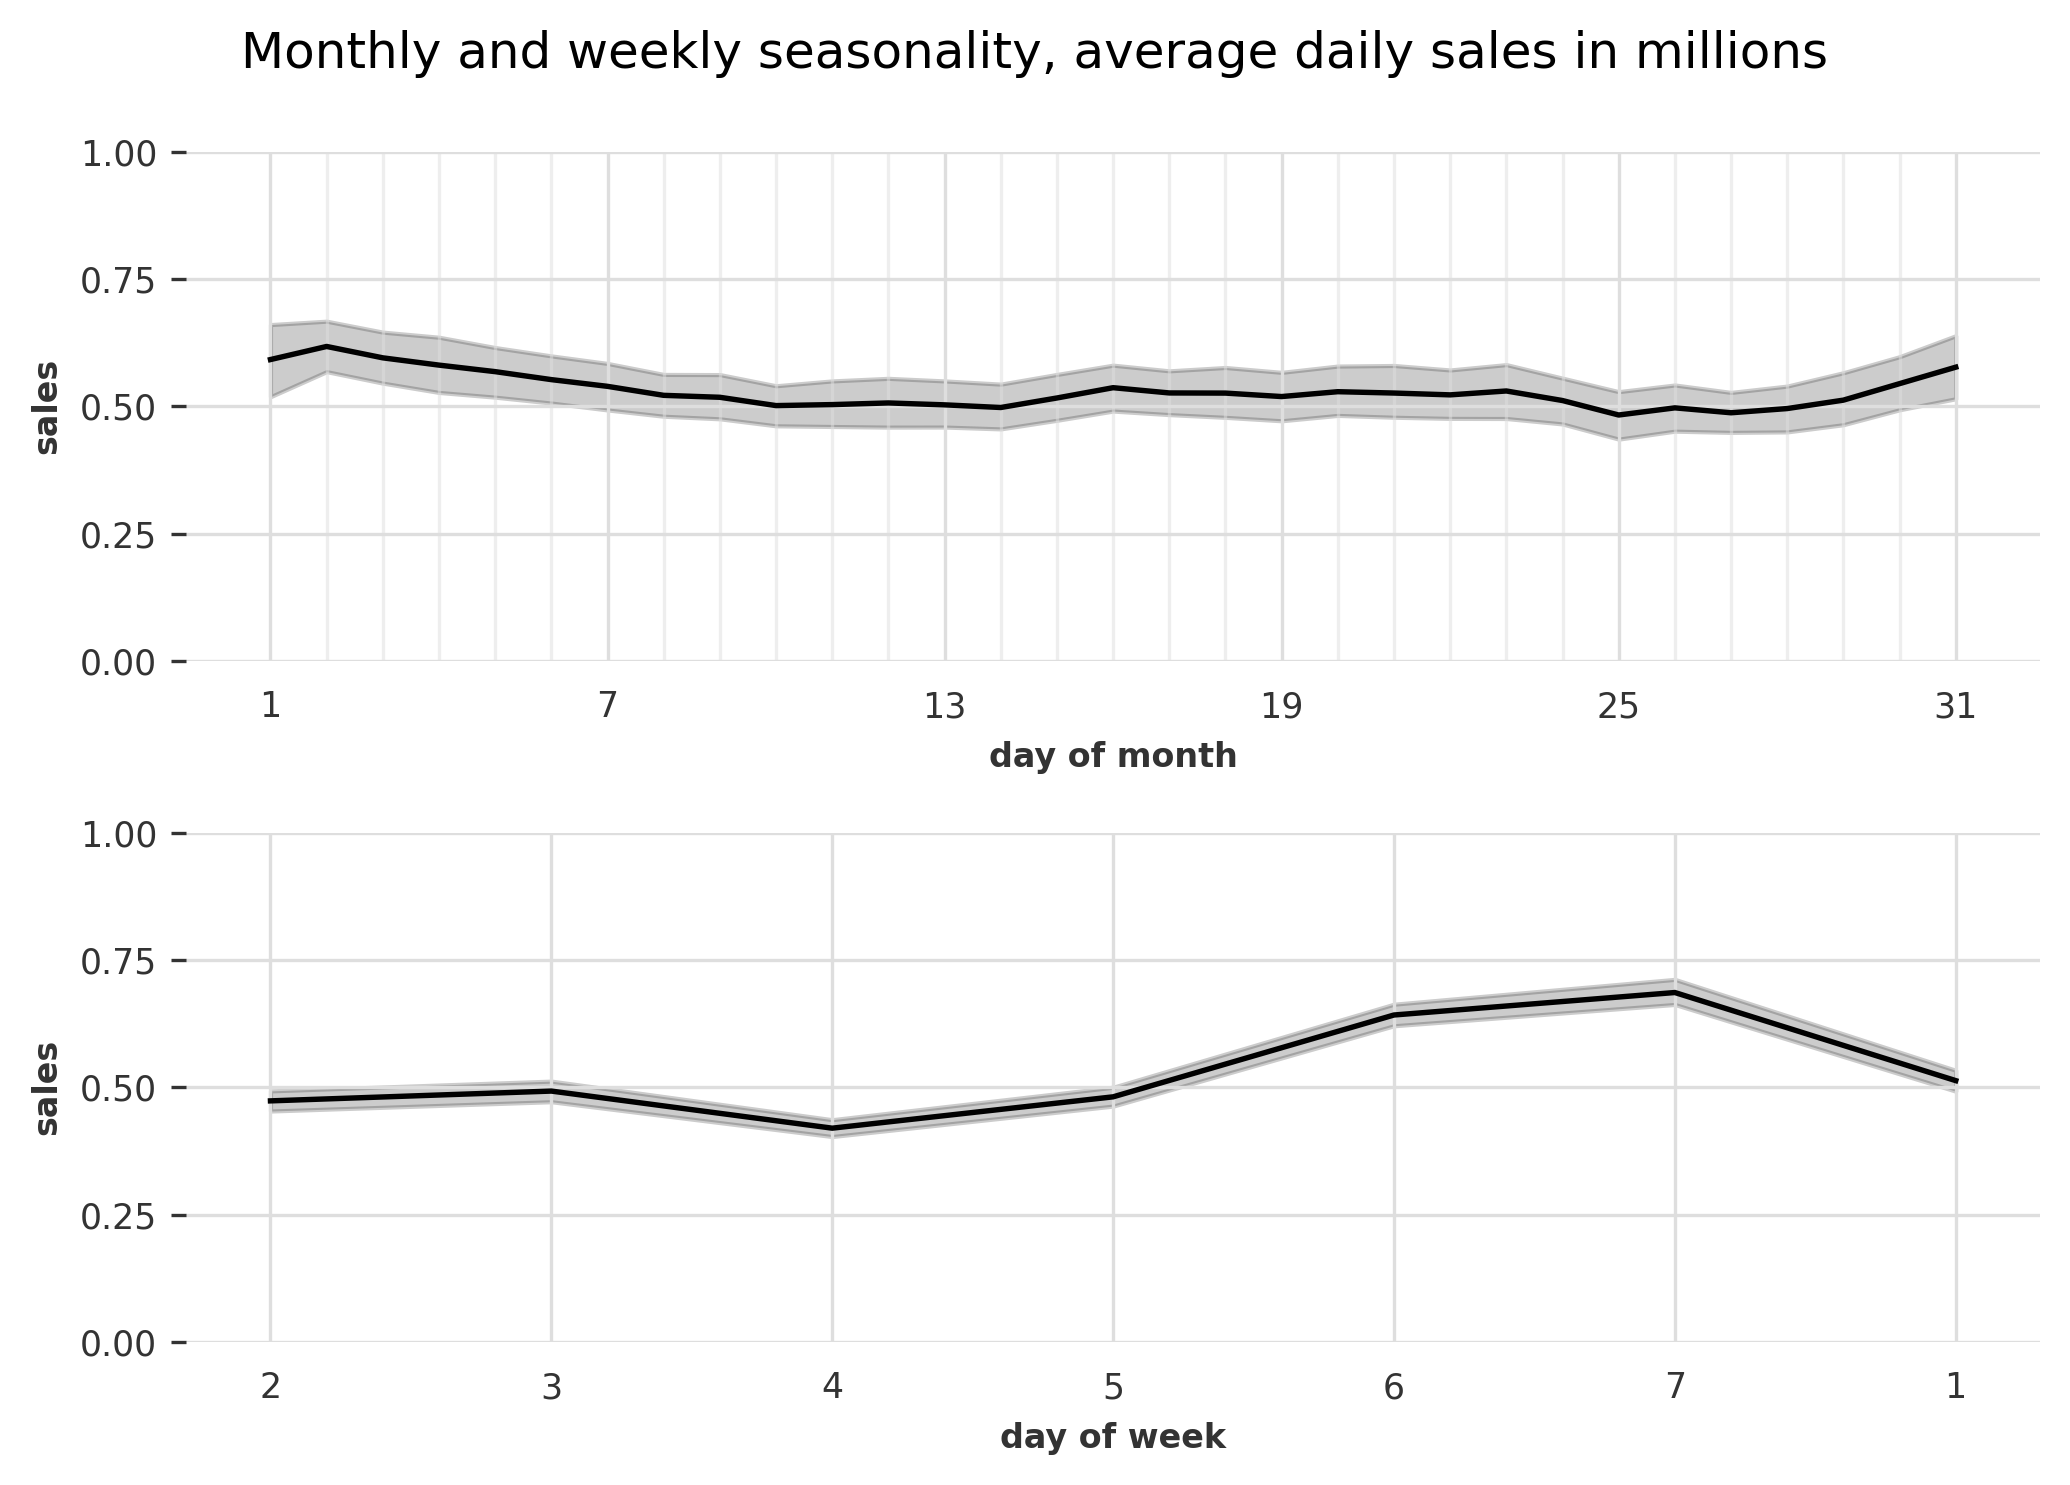 Monthly and weekly seasonality, average daily sales in millions
1.00
0.75
0.50
0.25
0.00
sales
1 7 13 19 25 31
day of month
1.00
0.75
0.50
0.25
0.00
sales
2 3 4 5 6 7 1
day of week